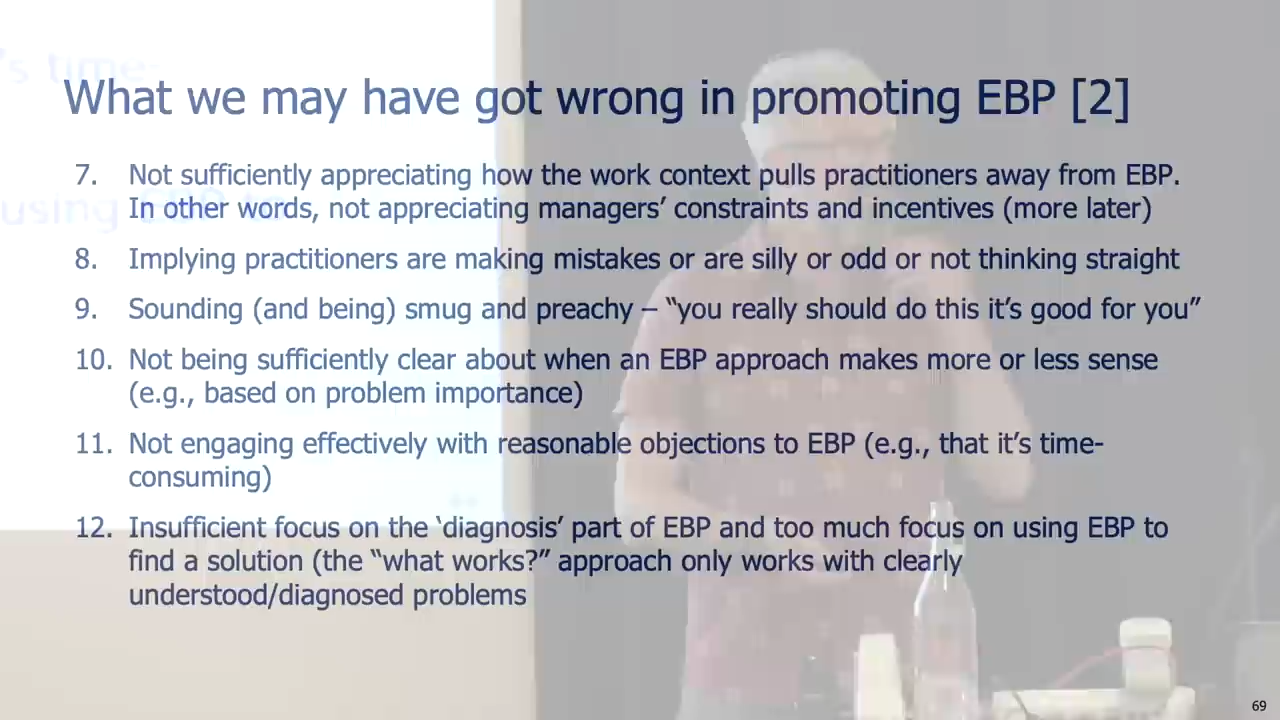 What we may have got wrong in promoting EBP [2]
7. Not sufficiently appreciating how the work context pulls practitioners away from EBP.
In other words, not appreciating managers’ constraints and incentives (more later)
8. Implying practitioners are making mistakes or are silly or odd or not thinking straight
9. Sounding (and being) smug and preachy – “you really should do this it’s good for you”
10. Not being sufficiently clear about when an EBP approach makes more or less sense
(e.g., based on problem importance)
11. Not engaging effectively with reasonable objections to EBP (e.g., that it’s time-
consuming)
12. Insufficient focus on the ‘diagnosis’ part of EBP and too much focus on using EBP to
find a solution (the “what works?” approach only works with clearly
understood/diagnosed problems
69
’s time-
using EBP to